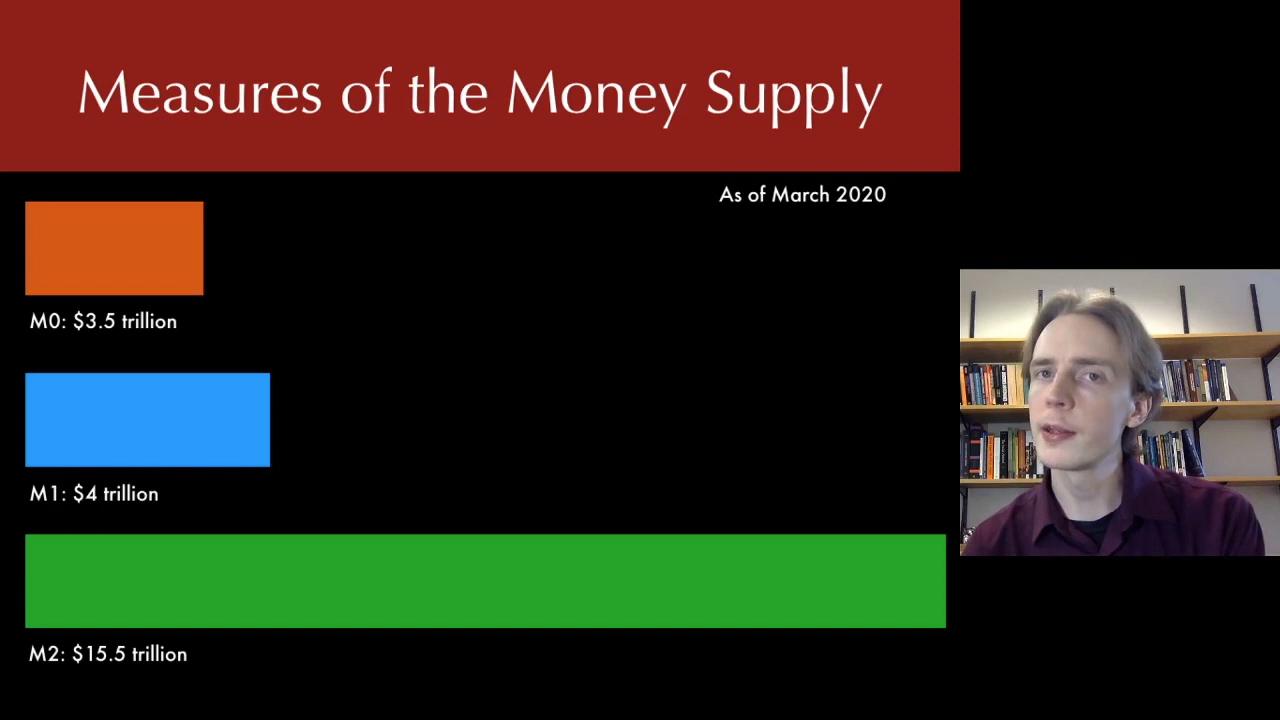 Measures of the Money Supply
As of March 2020
M0: $3.5 trillion
M1: $4 trillion
M2: $15.5 trillion